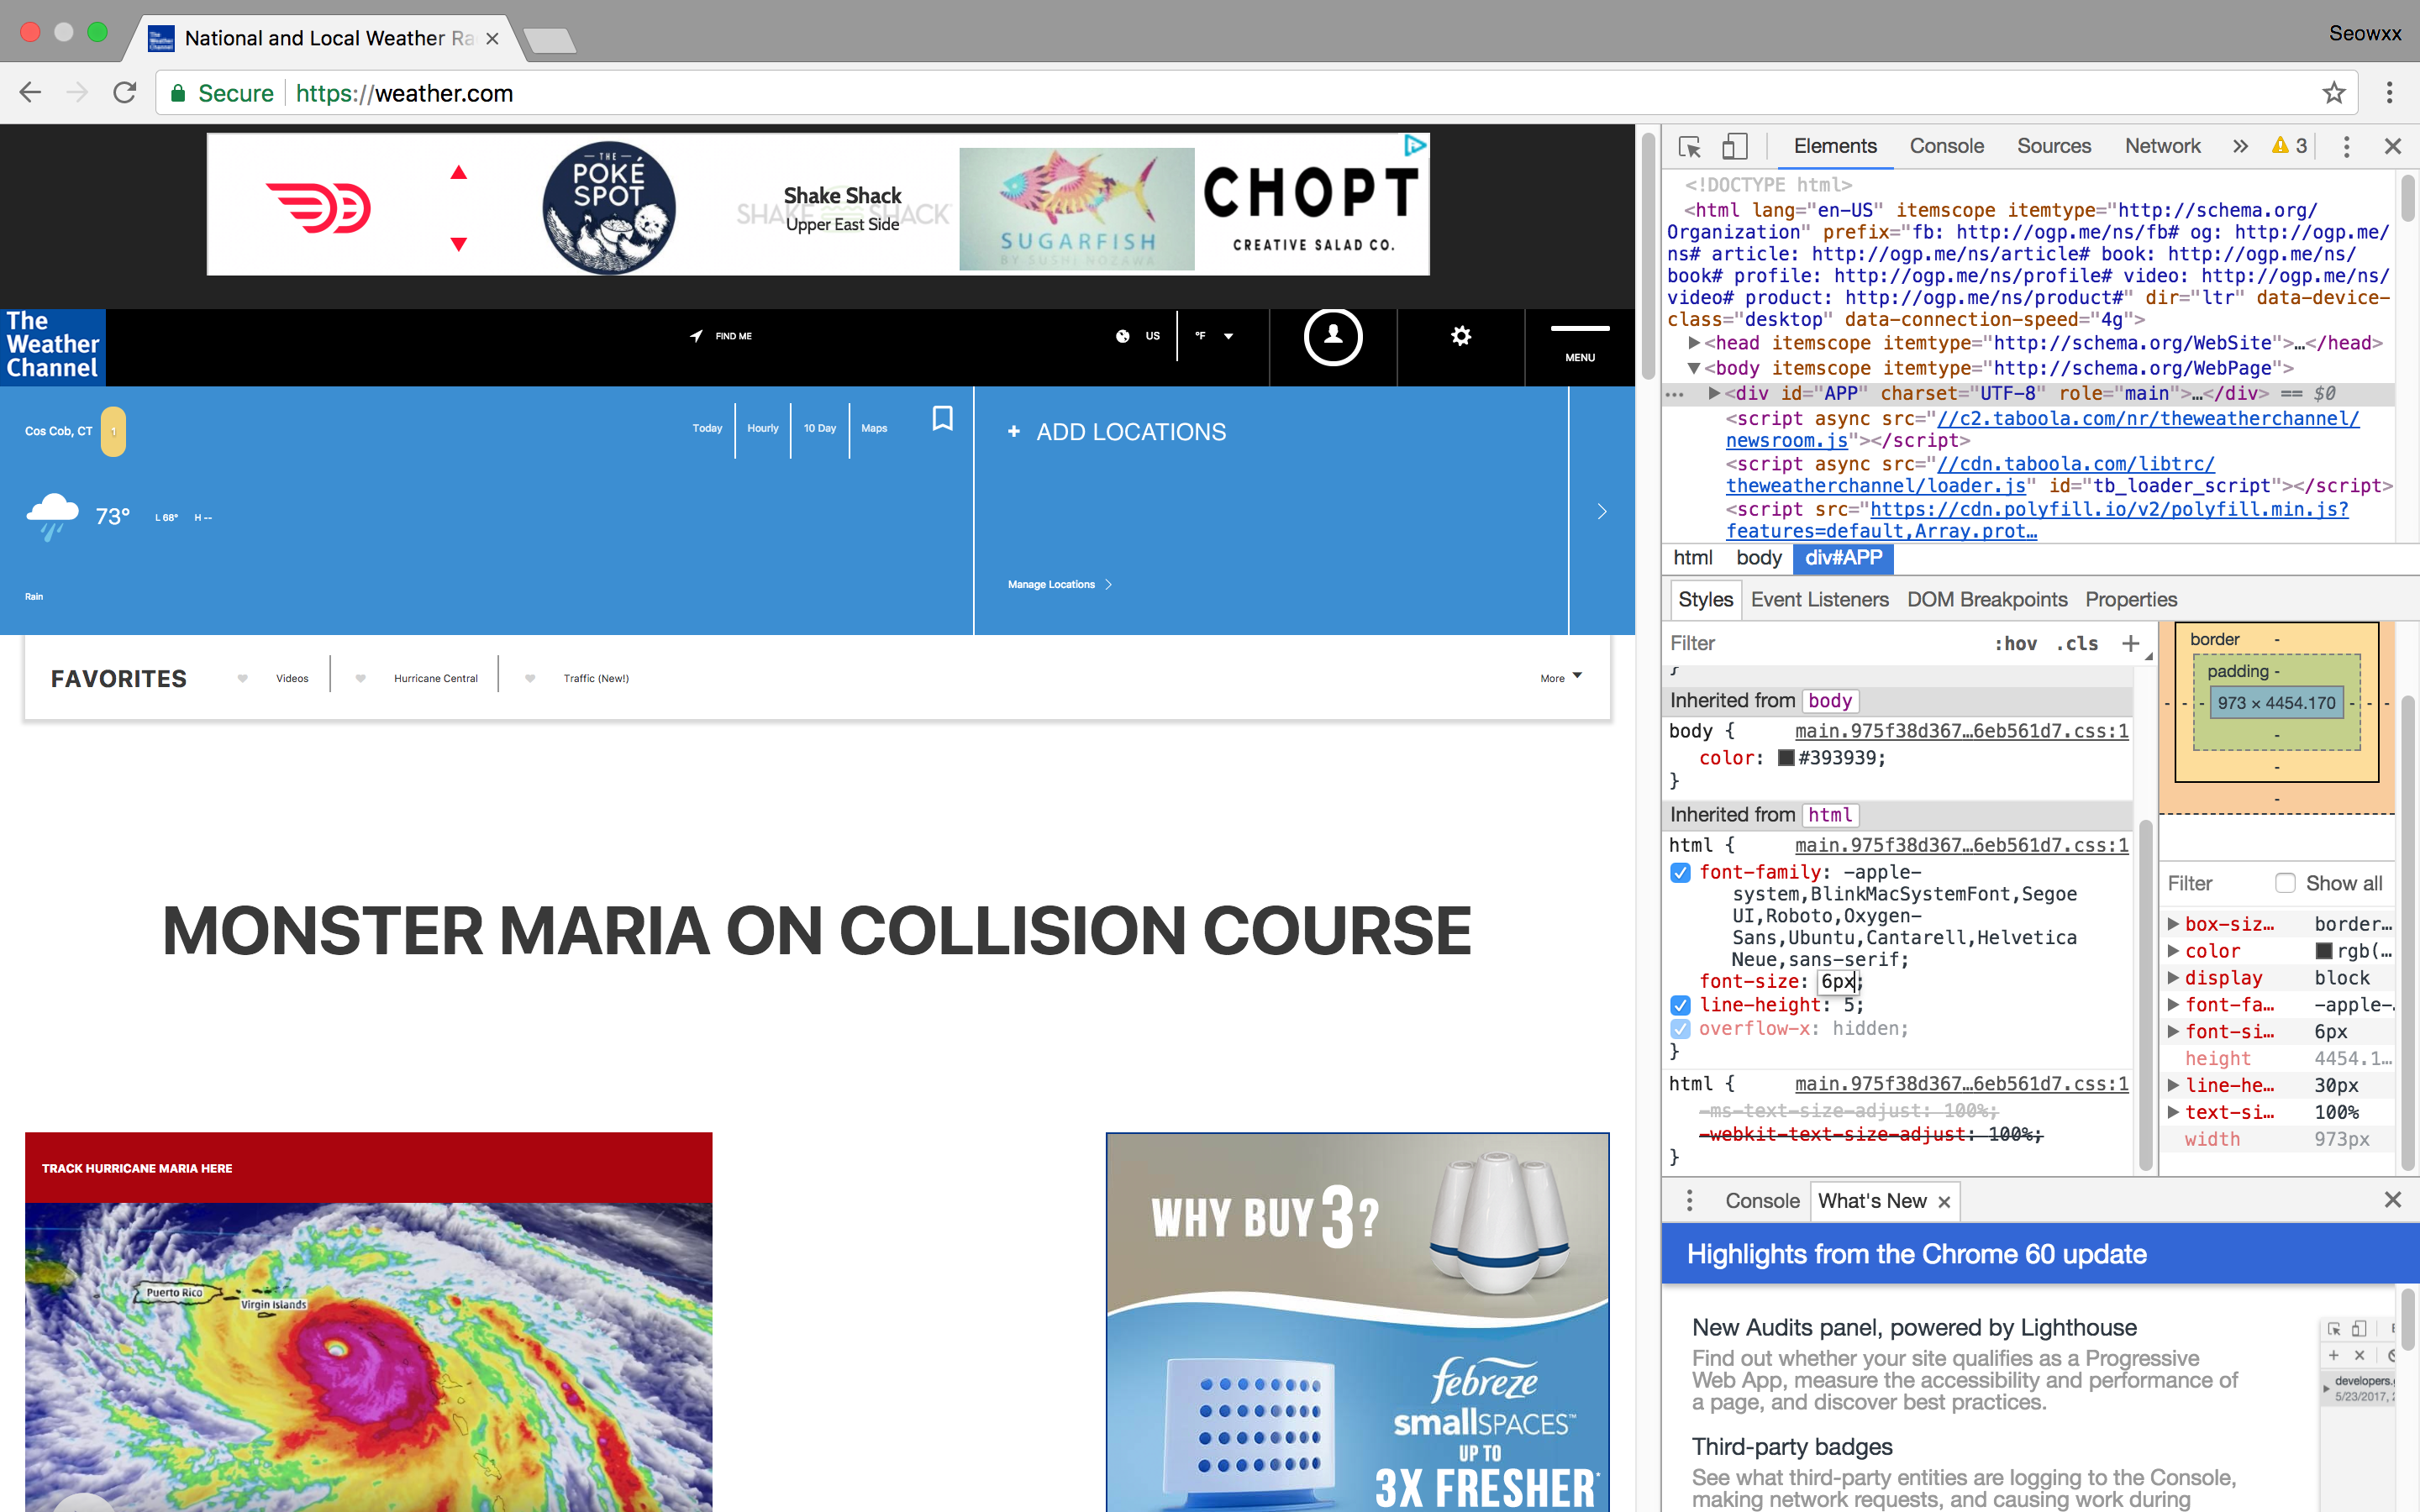 National and Local Weather Ra
Seowxx
Secure
https://weather.com
THE
POKÉ
SPOT
SHAKE SHACK
Shake Shack
Upper East Side
SUGARFISH
BY SUSHI NOZAWA
CHOPT
CREATIVE SALAD CO.
The
Weather
Channel
FIND ME
US
°F
MENU
Cos Cob, CT
1
Today
Hourly
10 Day
Maps
+ ADD LOCATIONS
73°
L 68°
H --
Manage Locations
Rain
FAVORITES
Videos
Hurricane Central
Traffic (New!)
More
MONSTER MARIA ON COLLISION COURSE
TRACK HURRICANE MARIA HERE
Puerto Rico
Virgin Islands
WHY BUY 3?
febreze
smallSPACES™
UP TO
3X FRESHER*
Elements
Console
Sources
Network
»
3
<!DOCTYPE html>
<html lang="en-US" itemscope itemtype="http://schema.org/
Organization" prefix="fb: http://ogp.me/ns/fb# og: http://ogp.me/
ns# article: http://ogp.me/ns/article# book: http://ogp.me/ns/
book# profile: http://ogp.me/ns/profile# video: http://ogp.me/ns/
video# product: http://ogp.me/ns/product#" dir="ltr" data-device-
class="desktop" data-connection-speed="4g">
<head itemscope itemtype="http://schema.org/WebSite">…</head>
<body itemscope itemtype="http://schema.org/WebPage">
… <div id="APP" charset="UTF-8" role="main">…</div> == $0
<script async src="//c2.taboola.com/nr/theweatherchannel/
newsroom.js"></script>
<script async src="//cdn.taboola.com/libtrc/
theweatherchannel/loader.js" id="tb_loader_script"></script>
<script src="https://cdn.polyfill.io/v2/polyfill.min.js?
features=default,Array.prot…
html
body
div#APP
Styles
Event Listeners
DOM Breakpoints
Properties
Filter
:hov
.cls
+
}
Inherited from body
body {
main.975f38d367…6eb561d7.css:1
color: #393939;
}
Inherited from html
html {
main.975f38d367…6eb561d7.css:1
font-family: -apple-
system,BlinkMacSystemFont,Segoe
UI,Roboto,Oxygen-
Sans,Ubuntu,Cantarell,Helvetica
Neue,sans-serif;
font-size: 6px;
line-height: 5;
overflow-x: hidden;
}
html {
main.975f38d367…6eb561d7.css:1
-ms-text-size-adjust: 100%;
-webkit-text-size-adjust: 100%;
}
border -
padding -
- - - 973 × 4454.170 - - -
-
-
-
Filter
Show all
box-siz…
border…
color
rgb(…
display
block
font-fa…
-apple-
font-si…
6px
height
4454.1…
line-he…
30px
text-si…
100%
width
973px
Console
What's New
Highlights from the Chrome 60 update
New Audits panel, powered by Lighthouse
Find out whether your site qualifies as a Progressive
Web App, measure the accessibility and performance of
a page, and discover best practices.
Third-party badges
See what third-party entities are logging to the Console,
making network requests, and causing work during
developers.g
5/23/2017, 2